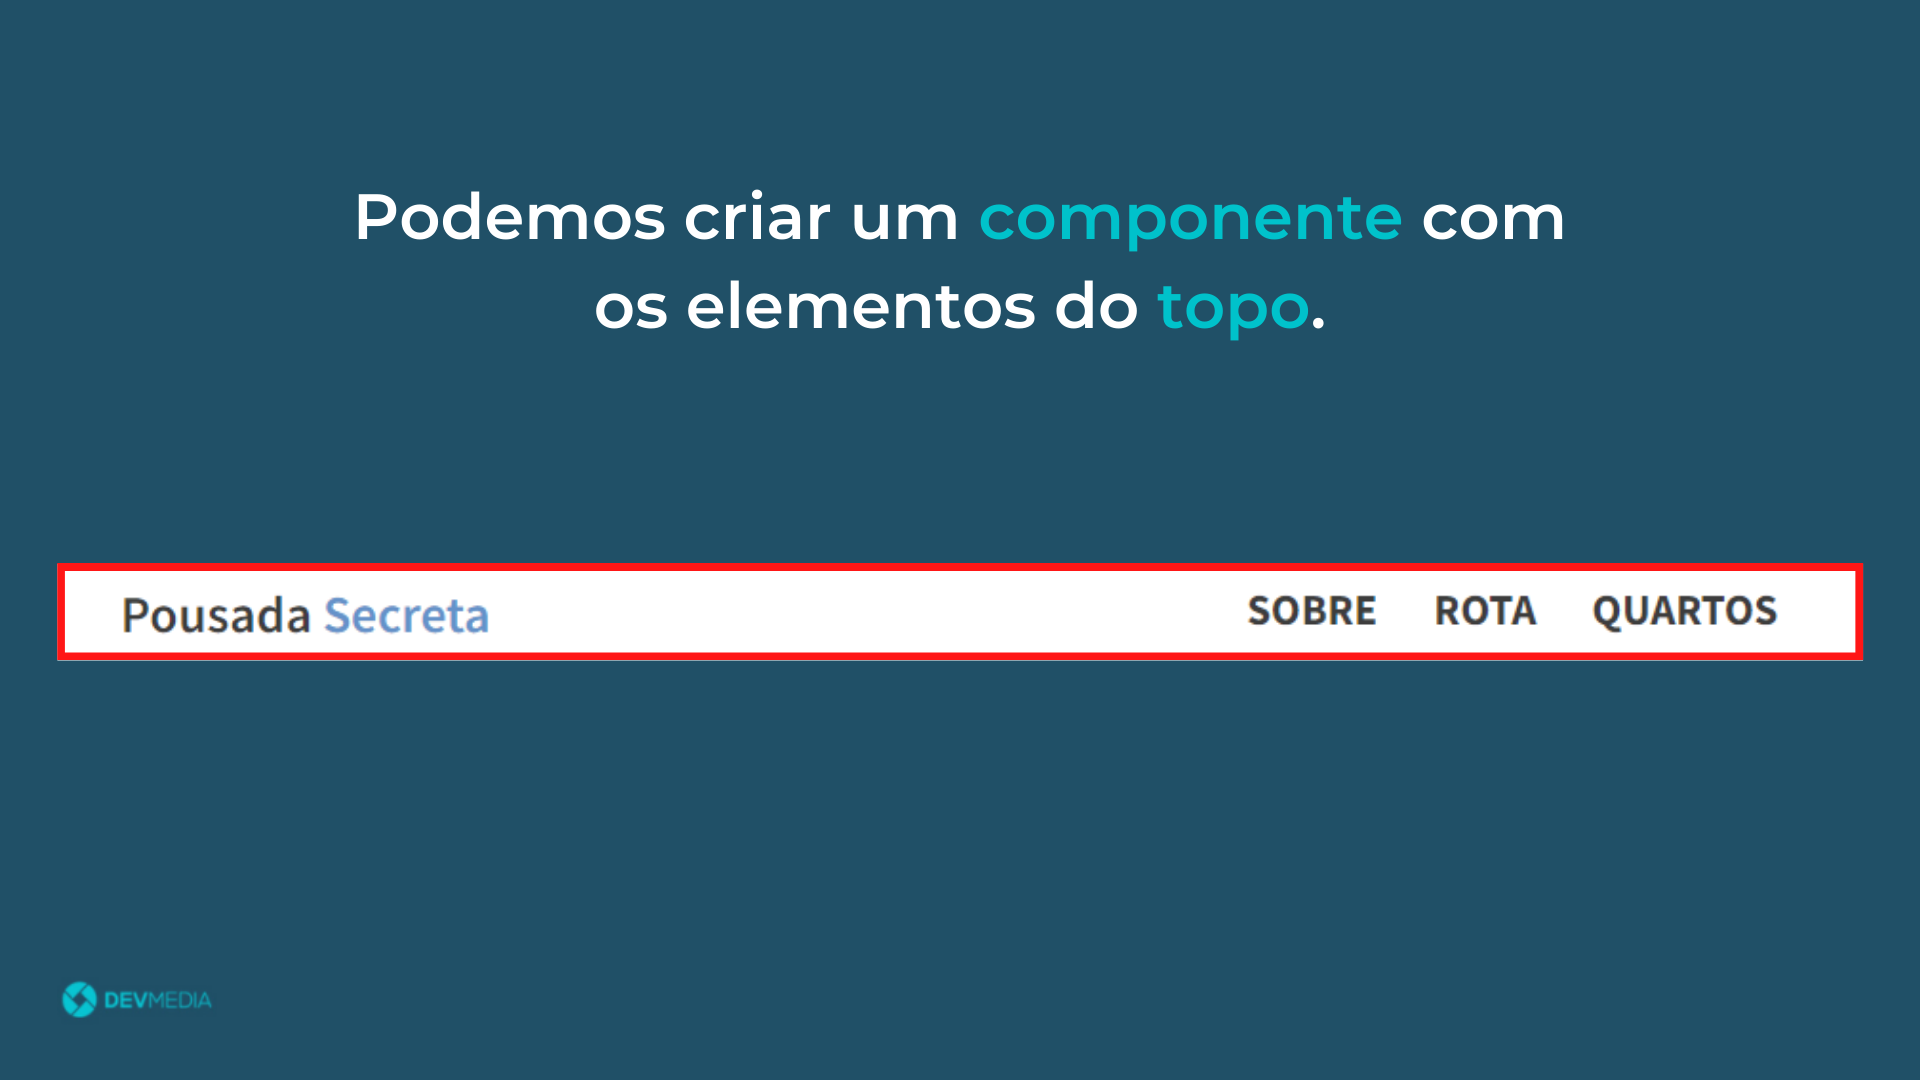 Podemos criar um componente com
os elementos do topo.
Pousada Secreta SOBRE ROTA QUARTOS
DEVMEDIA